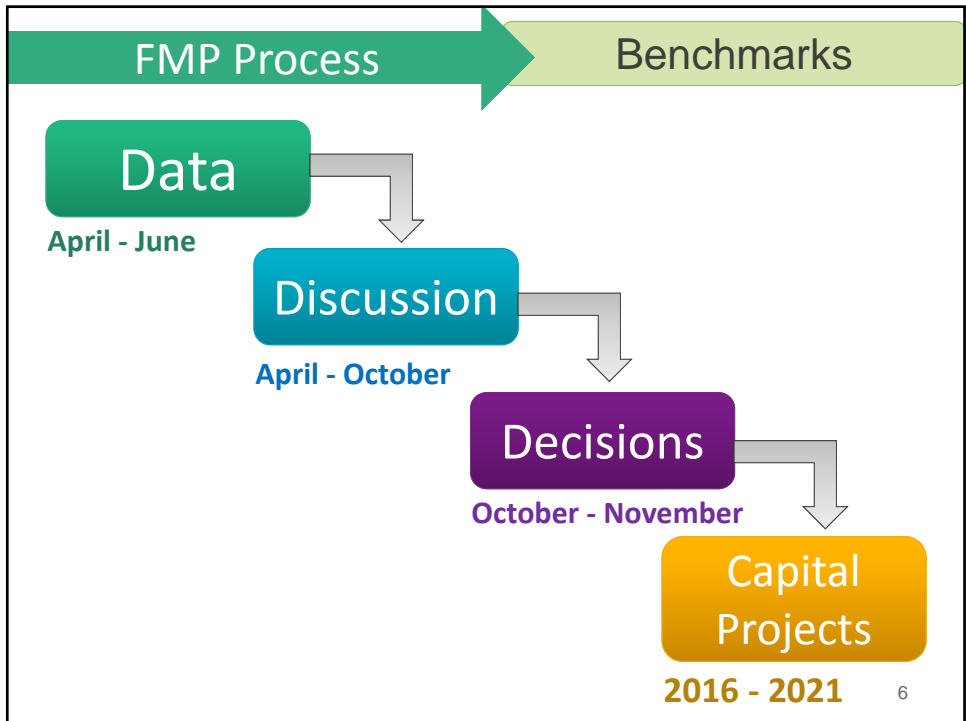 FMP Process
Benchmarks
Data
April - June
Discussion
April - October
Decisions
October - November
Capital
Projects
2016 - 2021
6